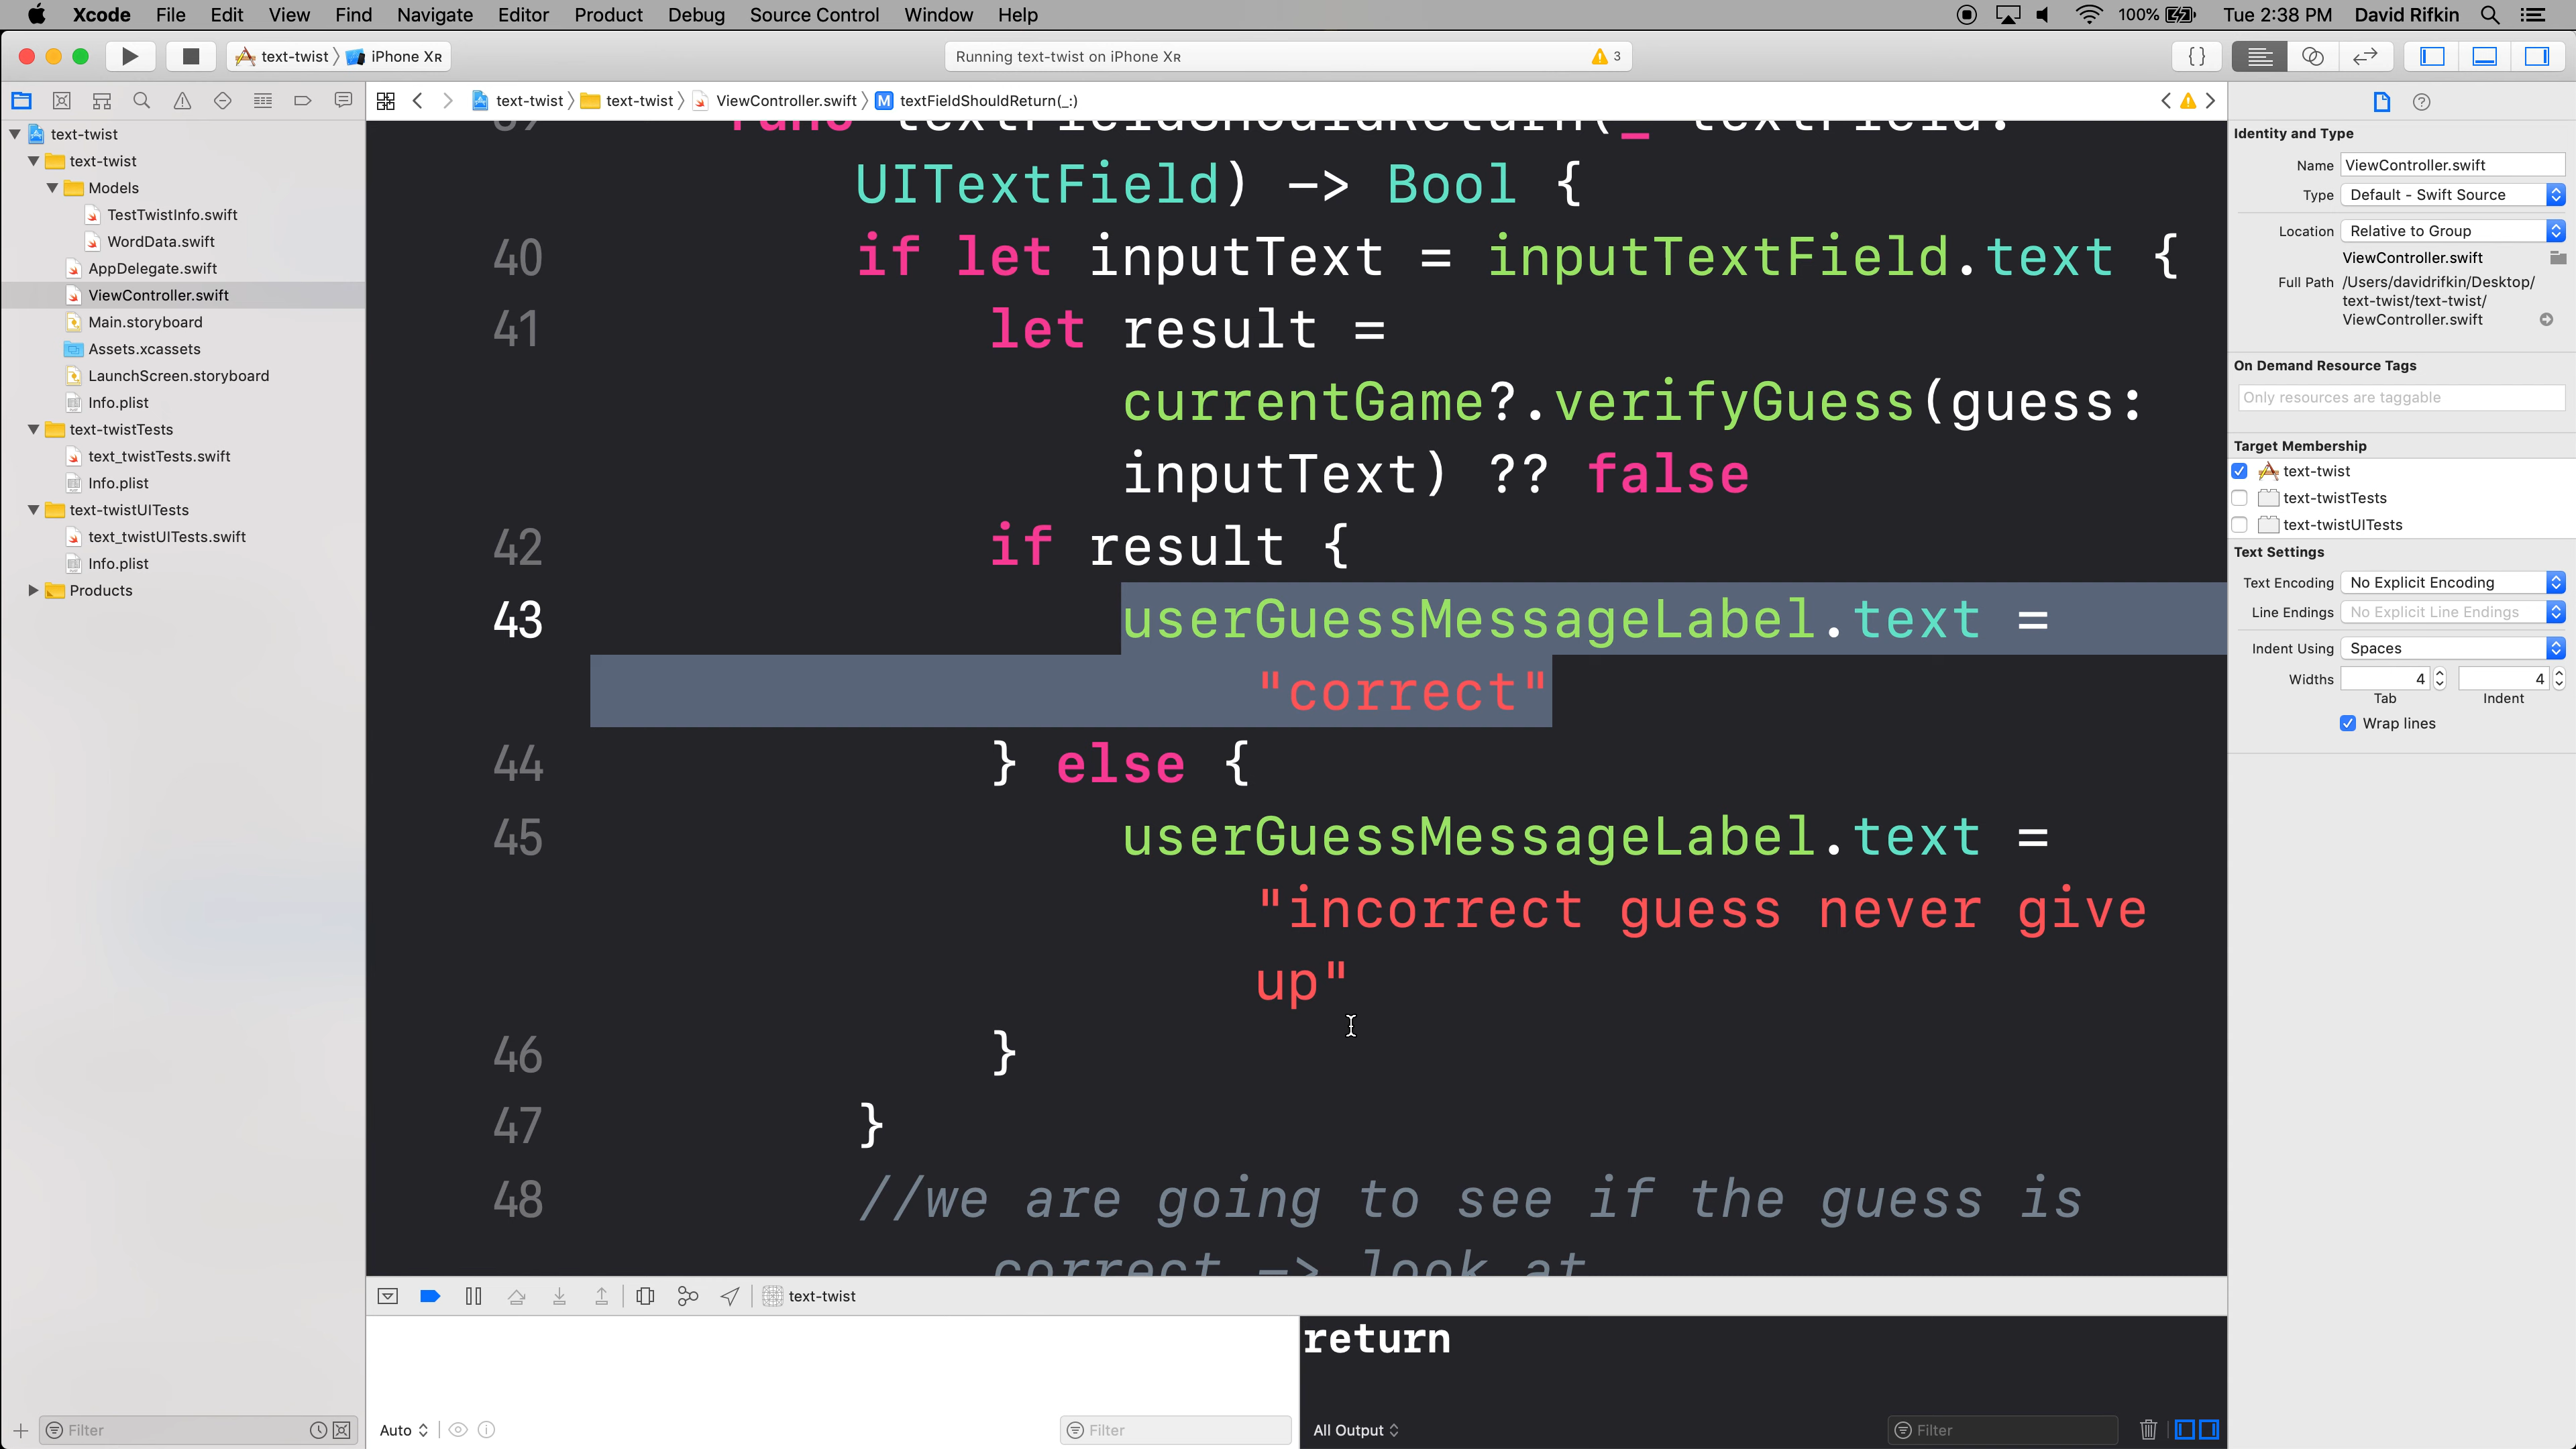 Xcode File Edit View Find Navigate Editor Product Debug Source Control Window Help 100% Tue 2:38 PM David Rifkin
text-twist iPhone Xʀ Running text-twist on iPhone Xʀ 3
text-twist text-twist ViewController.swift M textFieldShouldReturn(_:)
text-twist
text-twist
Models
TestTwistInfo.swift
WordData.swift
AppDelegate.swift
ViewController.swift
Main.storyboard
Assets.xcassets
LaunchScreen.storyboard
Info.plist
text-twistTests
text_twistTests.swift
Info.plist
text-twistUITests
text_twistUITests.swift
Info.plist
Products
Filter
39 func textFieldShouldReturn(_ textField:
UITextField) -> Bool {
40 if let inputText = inputTextField.text {
41 let result =
currentGame?.verifyGuess(guess:
inputText) ?? false
42 if result {
43 userGuessMessageLabel.text =
"correct"
44 } else {
45 userGuessMessageLabel.text =
"incorrect guess never give
up"
46 }
47 }
48 //we are going to see if the guess is
correct -> look at
text-twist
return
Auto Filter All Output Filter
Identity and Type
Name ViewController.swift
Type Default - Swift Source
Location Relative to Group
ViewController.swift
Full Path /Users/davidrifkin/Desktop/
text-twist/text-twist/
ViewController.swift
On Demand Resource Tags
Only resources are taggable
Target Membership
text-twist
text-twistTests
text-twistUITests
Text Settings
Text Encoding No Explicit Encoding
Line Endings No Explicit Line Endings
Indent Using Spaces
Widths 4 4
Tab Indent
Wrap lines